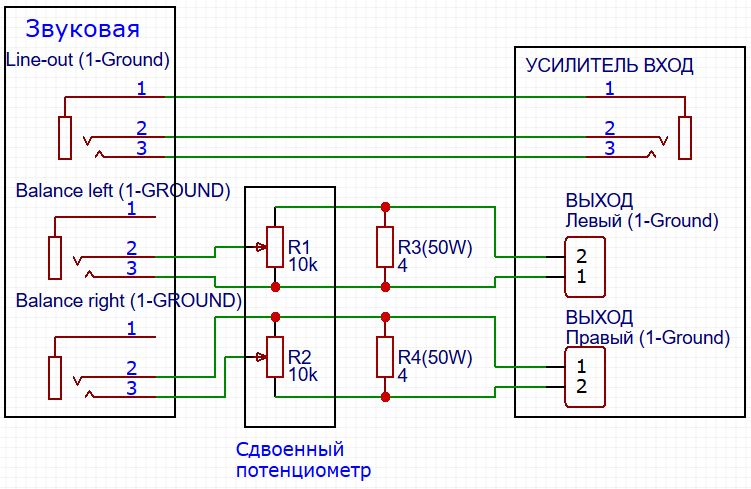 Звуковая
Line-out (1-Ground)
1
2
3
УСИЛИТЕЛЬ ВХОД
1
2
3
Balance left (1-GROUND)
1
2
3
R1
10k
R3(50W)
4
ВЫХОД
Левый (1-Ground)
2
1
Balance right (1-GROUND)
1
2
3
R2
10k
R4(50W)
4
ВЫХОД
Правый (1-Ground)
1
2
Сдвоенный
потенциометр